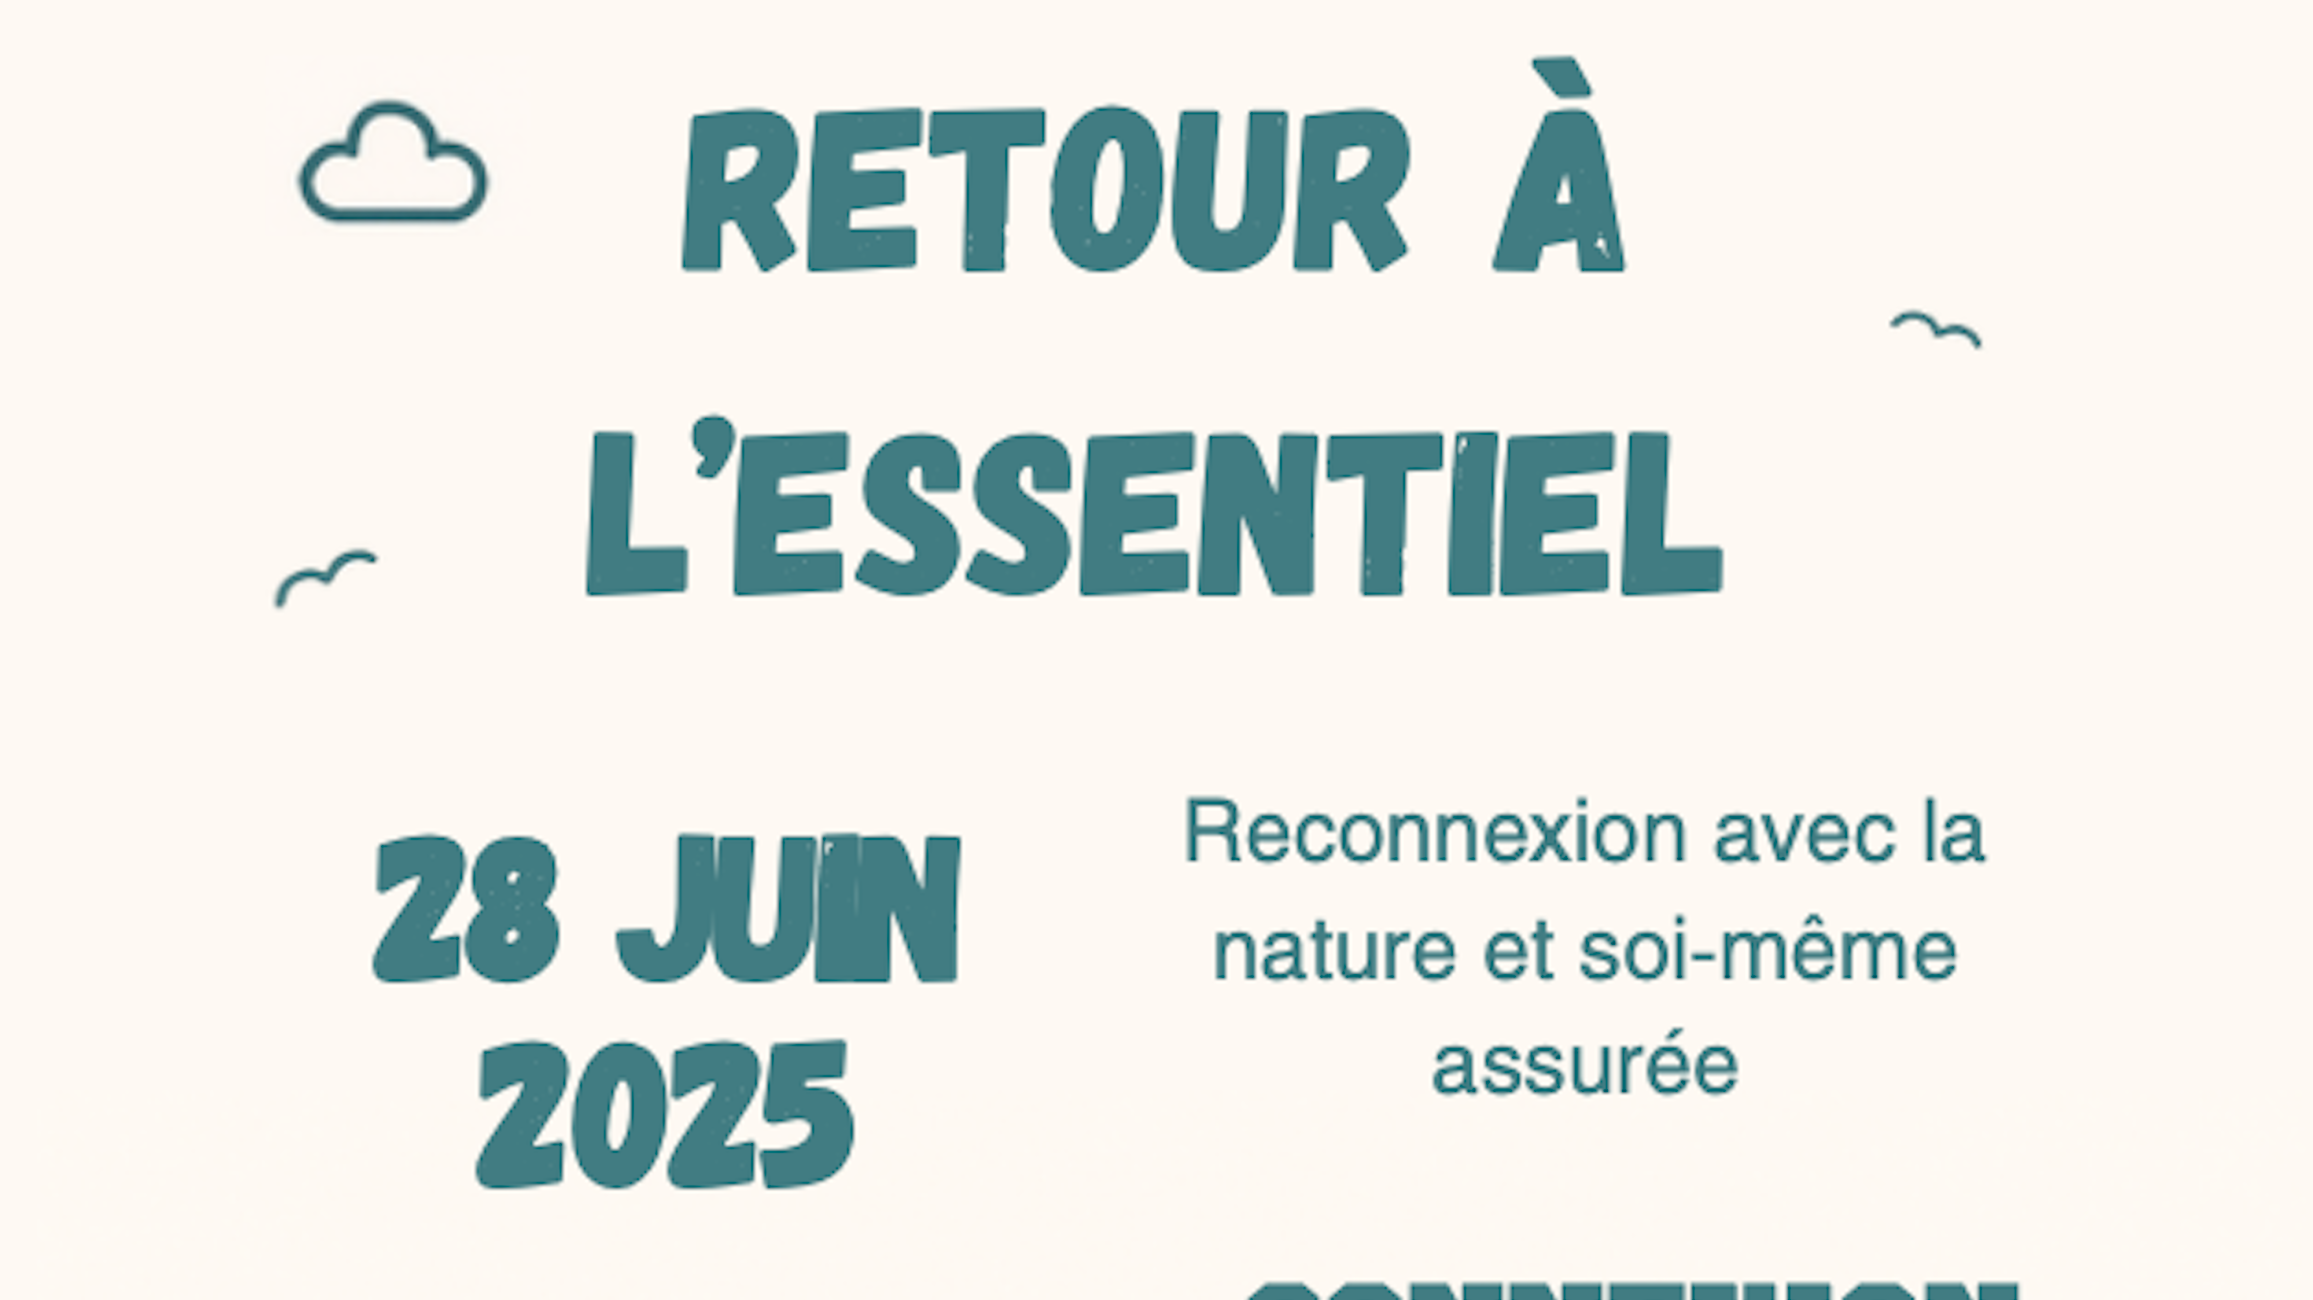 RETOUR À
L’ESSENTIEL
28 JUIN
2025
Reconnexion avec la
nature et soi-même
assurée